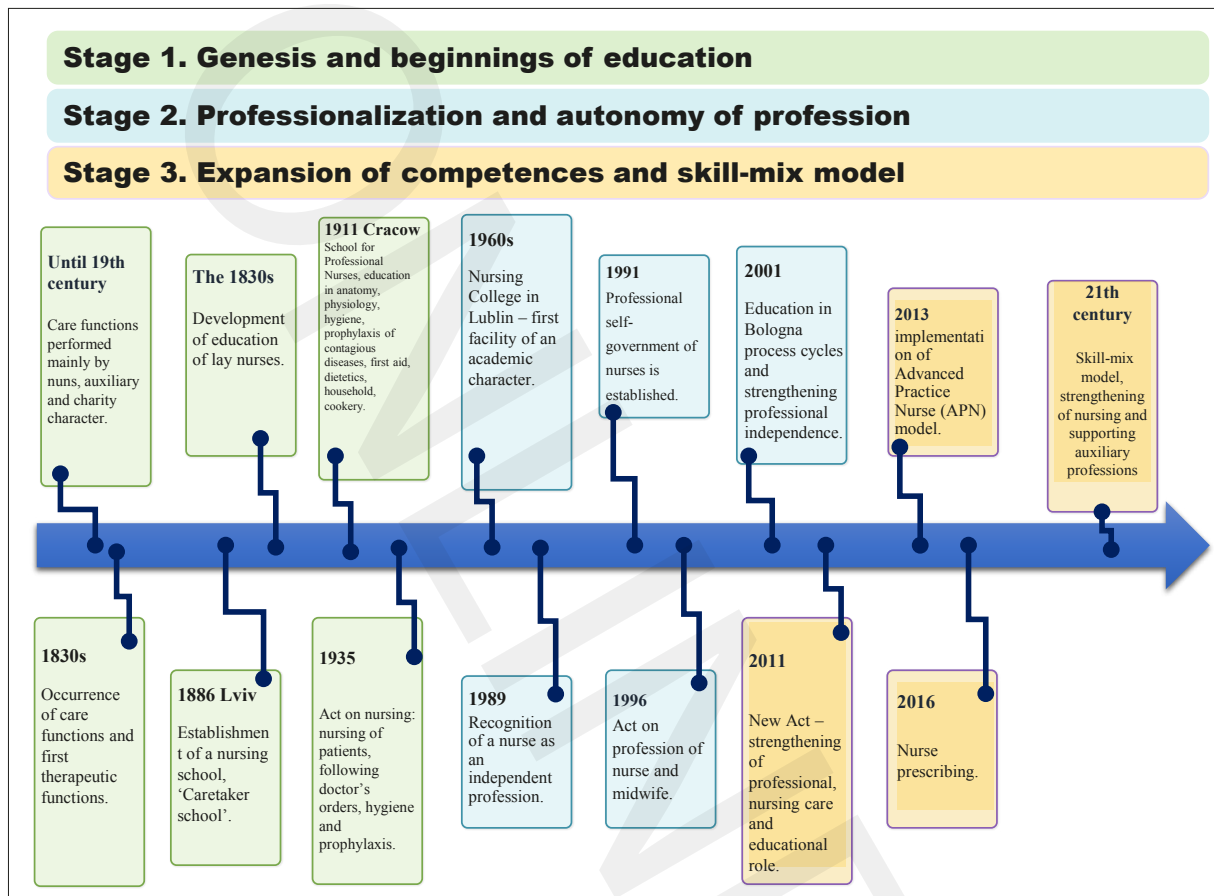 Stage 1. Genesis and beginnings of education
Stage 2. Professionalization and autonomy of profession
Stage 3. Expansion of competences and skill-mix model
Until 19th
century
Care functions
performed
mainly by
nuns, auxiliary
and charity
character.
The 1830s
Development of
education
of lay nurses.
1911 Cracow
School for
Professional
Nurses, education
in anatomy,
physiology,
hygiene,
prophylaxis of
contagious
diseases, first aid,
dietetics,
household,
cookery.
1960s
Nursing
College in
Lublin – first
facility of an
academic
character.
1991
Professional
self-
government of
nurses is
established.
2001
Education in
Bologna
process cycles
and
strengthening
professional
independence.
2013
implementati
on of
Advanced
Practice
Nurse (APN)
model.
21th
century
Skill-mix
model,
strengthening
of nursing and
supporting
auxiliary
professions
1830s
Occurrence
of care
functions and
first
therapeutic
functions.
1886 Lviv
Establishmen
t of a nursing
school,
‘Caretaker
school’.
1935
Act on nursing:
nursing of
patients,
following
doctor’s
orders, hygiene
and
prophylaxis.
1989
Recognition
of a nurse as
an
independent
profession.
1996
Act on
profession of
nurse and
midwife.
2011
New Act –
strengthening
of
professional,
nursing care
and
educational
role.
2016
Nurse
prescribing.